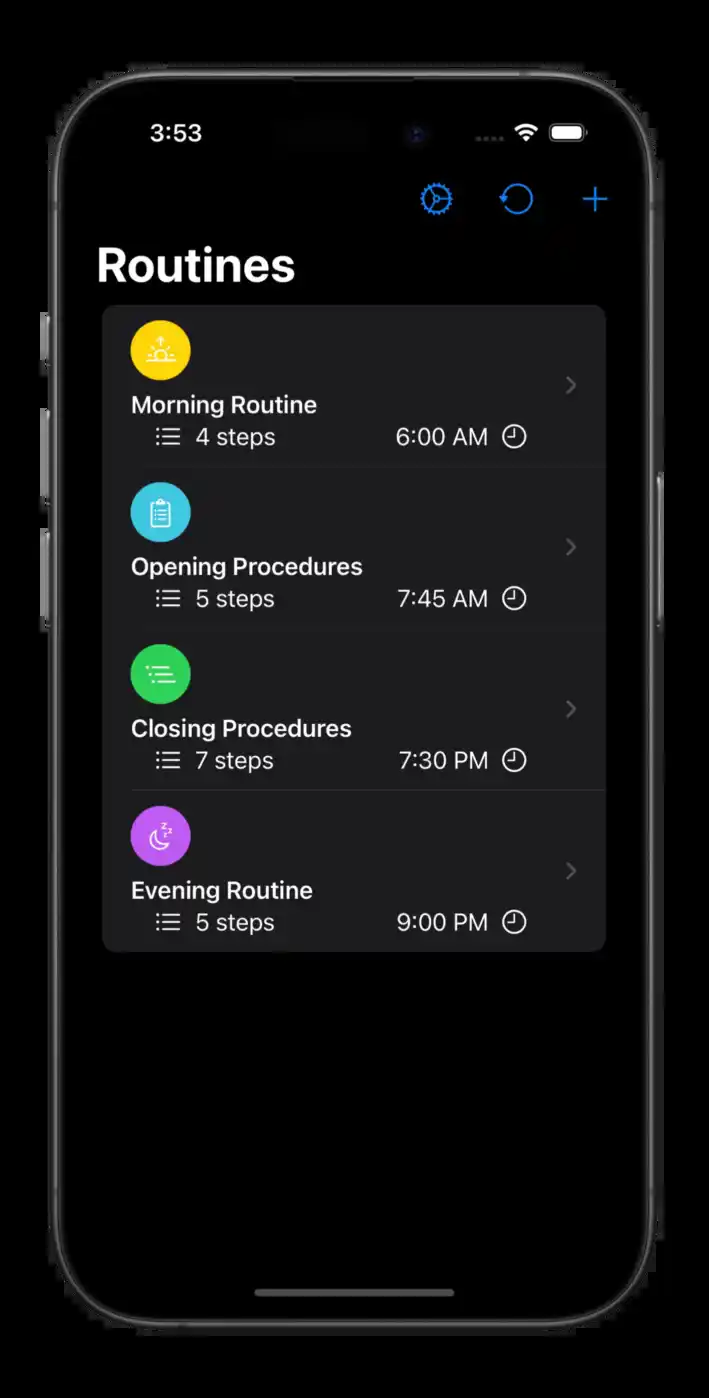 3:53
Routines
Morning Routine
4 steps 6:00 AM
Opening Procedures
5 steps 7:45 AM
Closing Procedures
7 steps 7:30 PM
Evening Routine
5 steps 9:00 PM